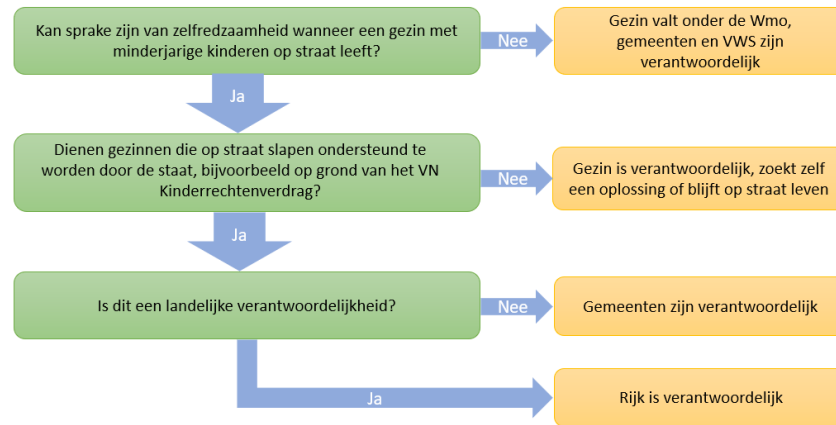 Kan sprake zijn van zelfredzaamheid wanneer een gezin met
minderjarige kinderen op straat leeft?
Nee
Gezin valt onder de Wmo,
gemeenten en VWS zijn
verantwoordelijk
Ja
Dienen gezinnen die op straat slapen ondersteund te
worden door de staat, bijvoorbeeld op grond van het VN
Kinderrechtenverdrag?
Nee
Gezin is verantwoordelijk, zoekt zelf
een oplossing of blijft op straat leven
Ja
Is dit een landelijke verantwoordelijkheid?
Nee
Gemeenten zijn verantwoordelijk
Ja
Rijk is verantwoordelijk